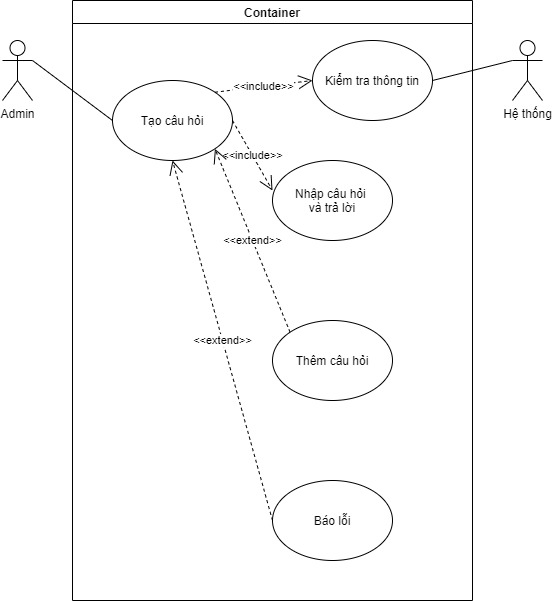 Container
Admin
Hệ thống
Tạo câu hỏi
<<include>>
Kiểm tra thông tin
<<include>>
Nhập câu hỏi
và trả lời
<<extend>>
<<extend>>
Thêm câu hỏi
Báo lỗi